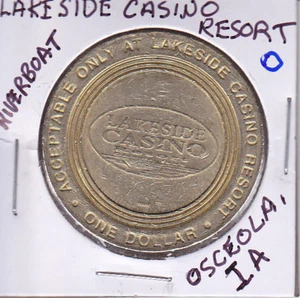 LAKESIDE CASINO
RESORT
RIVERBOAT
O
ACCEPTABLE ONLY AT LAKESIDE CASINO RESORT
LAKESIDE
CASINO
• ONE DOLLAR •
OSCEOLA,
IA